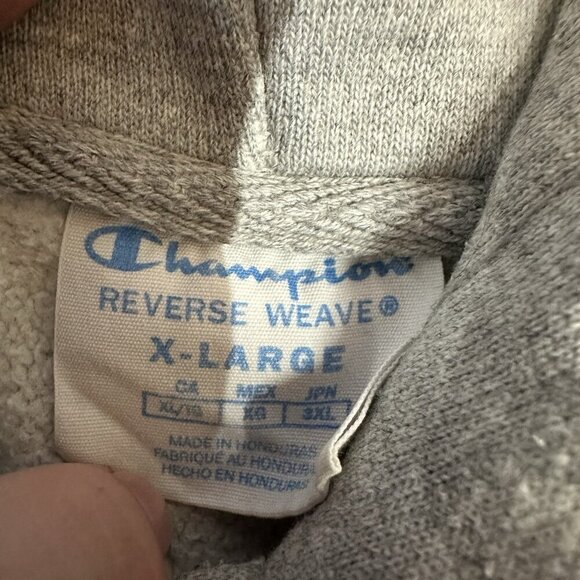 Champion
REVERSE WEAVE®
X-LARGE
CA MEX JPN
XL/TG XG 3XL
MADE IN HONDURAS
FABRIQUE AU HONDURAS
HECHO EN HONDURAS